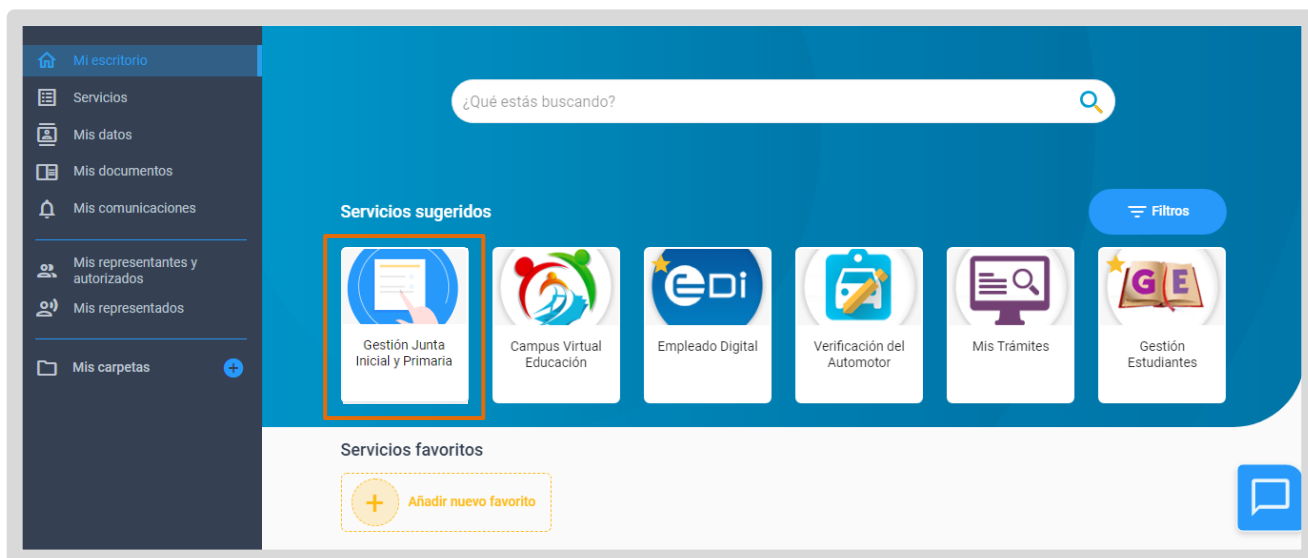 Mi escritorio
Servicios
Mis datos
Mis documentos
Mis comunicaciones
Mis representantes y
autorizados
Mis representados
Mis carpetas
¿Qué estás buscando?
Servicios sugeridos
Filtros
Gestión Junta
Inicial y Primaria
Campus Virtual
Educación
eDi
Empleado Digital
Verificación del
Automotor
Mis Trámites
G E
Gestión
Estudiantes
Servicios favoritos
Añadir nuevo favorito